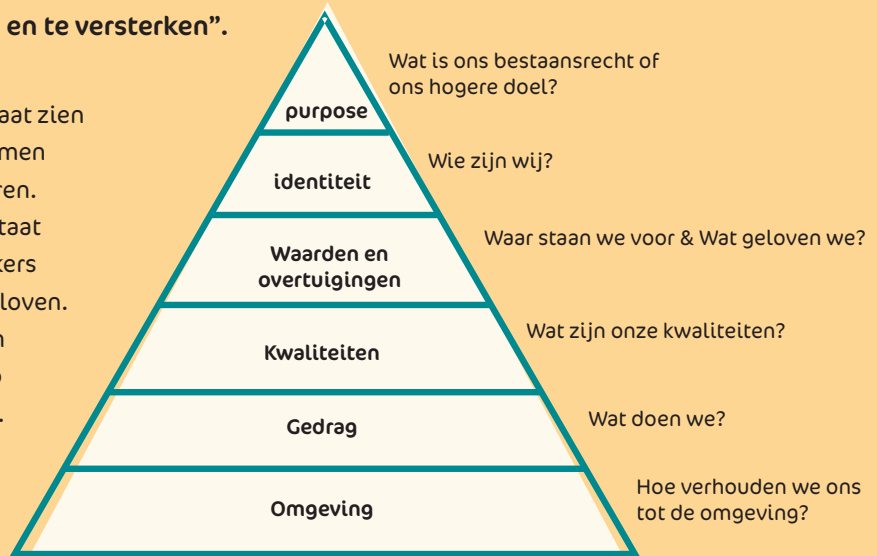 en te versterken”.
aat zien
men
ren.
taat
kers
loven.
n
.
purpose
Wat is ons bestaansrecht of
ons hogere doel?
identiteit
Wie zijn wij?
Waarden en
overtuigingen
Waar staan we voor & Wat geloven we?
Kwaliteiten
Wat zijn onze kwaliteiten?
Gedrag
Wat doen we?
Omgeving
Hoe verhouden we ons
tot de omgeving?